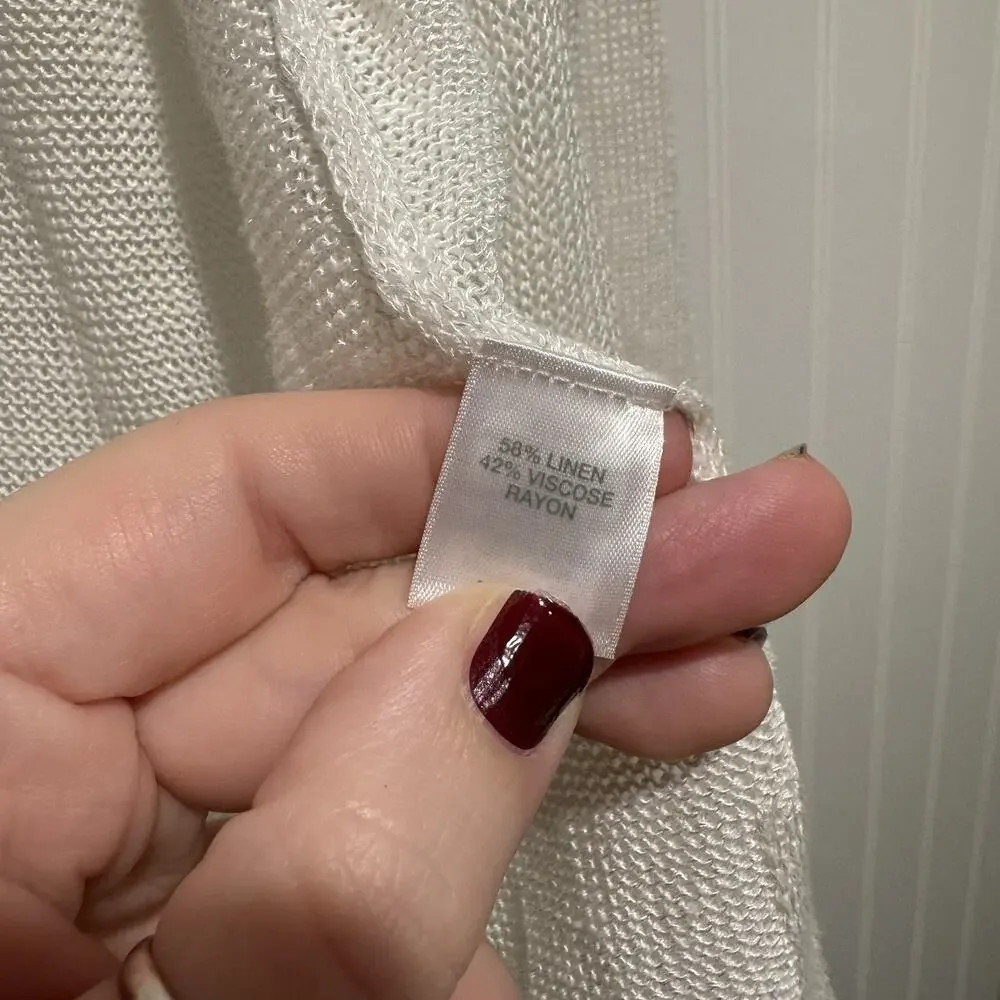 58% LINEN
42% VISCOSE
RAYON